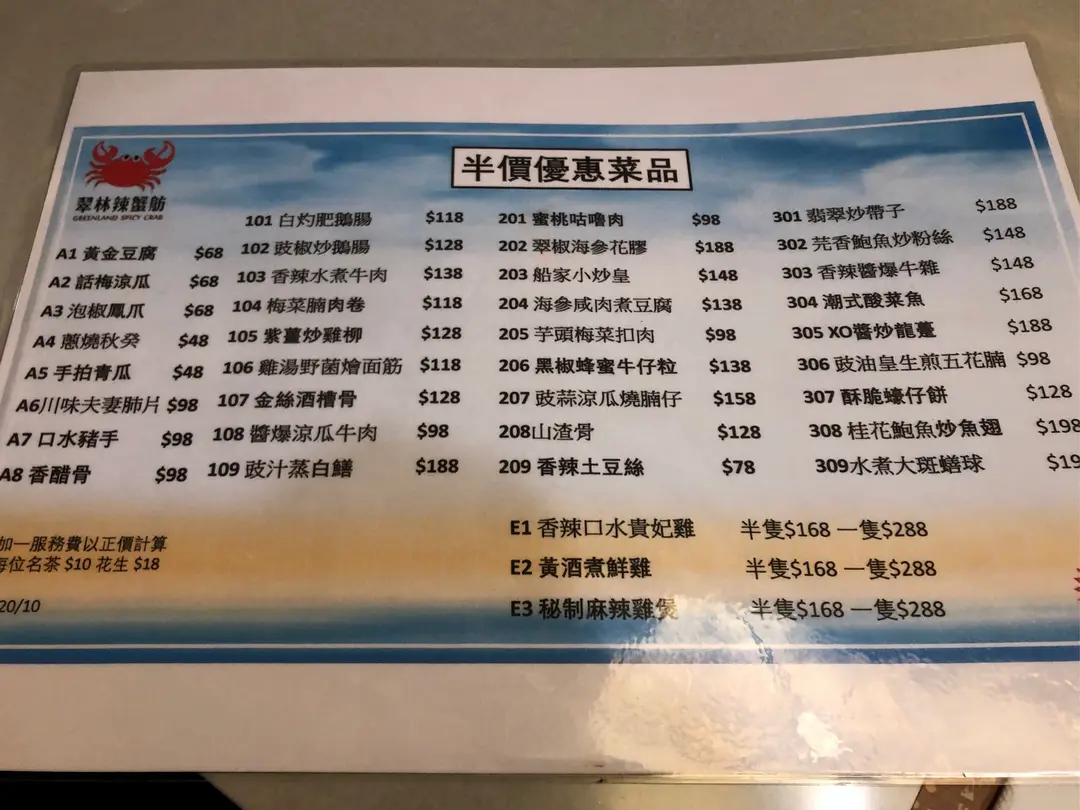 半價優惠菜品
翠林辣蟹舫
GREENLAND SPICY CRAB
A1 黃金豆腐 $68
A2 話梅涼瓜 $68
A3 泡椒鳳爪 $68
A4 蔥燒秋葵 $48
A5 手拍青瓜 $48
A6川味夫妻肺片 $98
A7 口水豬手 $98
A8 香醋骨 $98
101 白灼肥鵝腸 $118
102 豉椒炒鵝腸 $128
103 香辣水煮牛肉 $138
104 梅菜腩肉卷 $118
105 紫薑炒雞柳 $128
106 雞湯野菌燴面筋 $118
107 金絲酒槽骨 $128
108 醬爆涼瓜牛肉 $98
109 豉汁蒸白鱔 $188
201 蜜桃咕嚕肉 $98
202 翠椒海參花膠 $188
203 船家小炒皇 $148
204 海參咸肉煮豆腐 $138
205 芋頭梅菜扣肉 $98
206 黑椒蜂蜜牛仔粒 $138
207 豉蒜涼瓜燒腩仔 $158
208山渣骨 $128
209 香辣土豆絲 $78
301 翡翠炒帶子 $188
302 芫香鮑魚炒粉絲 $148
303 香辣醬爆牛雜 $148
304 潮式酸菜魚 $168
305 XO醬炒龍躉 $188
306 豉油皇生煎五花腩 $98
307 酥脆蠔仔餅 $128
308 桂花鮑魚炒魚翅 $198
309水煮大斑鱔球 $19
E1 香辣口水貴妃雞 半隻$168 一隻$288
E2 黃酒煮鮮雞 半隻$168 一隻$288
E3 秘制麻辣雞煲 半隻$168 一隻$288
加一服務費以正價計算
每位名茶 $10 花生 $18
20/10